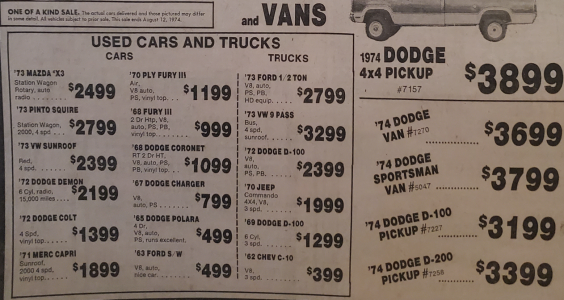 ONE OF A KIND SALE. The actual cars delivered and those pictured may differ
in some detail. All vehicles subject to prior sale. This sale ends August 12, 1974.
and VANS
USED CARS AND TRUCKS
CARS
'73 MAZDA "X3
Station Wagon
Rotary, auto
radio ..... $2499
'73 PINTO SQUIRE
Station Wagon,
2000, 4 spd. . $2799
'73 VW SUNROOF
Red,
4 spd. ..... $2399
'72 DODGE DEMON
6 Cyl, radio,
15,000 miles .. $2199
'72 DODGE COLT
4 Spd,
vinyl top ..... $1399
'71 MERC CAPRI
Sunroof,
2000 4 spd,
vinyl top ..... $1899
'70 PLY FURY III
Air,
V8 auto,
PS, vinyl top ... $1199
'68 FURY III
2 Dr Htp, V8,
auto, PS, PB,
vinyl top ..... $999
'68 DODGE CORONET
RT 2 Dr HT,
V8, auto, PS,
PB, vinyl top .. $1099
'67 DODGE CHARGER
V8,
auto, PS ..... $799
'65 DODGE POLARA
4 Dr,
V8 auto,
PS, runs excellent. $499
'63 FORD S/W
V8, auto,
nice car ...... $499
TRUCKS
'73 FORD 1/2 TON
V8, auto,
PS, PB,
HD equip. ... $2799
'73 VW 9 PASS
Bus,
4 spd,
sunroof ..... $3299
'72 DODGE D-100
V8,
auto,
PS, PB ..... $2399
'70 JEEP
Commando
4X4, V8,
3 spd. ...... $1999
'69 DODGE D-100
6 Cyl,
3 spd. ...... $1299
'62 CHEV C-10
V8,
3 spd. ...... $399
1974 DODGE
4x4 PICKUP
#7157 $3899
'74 DODGE
VAN #7270 ..... $3699
'74 DODGE
SPORTSMAN
VAN #5047 ..... $3799
'74 DODGE D-100
PICKUP #7227 ..... $3199
'74 DODGE D-200
PICKUP #7258 ..... $3399